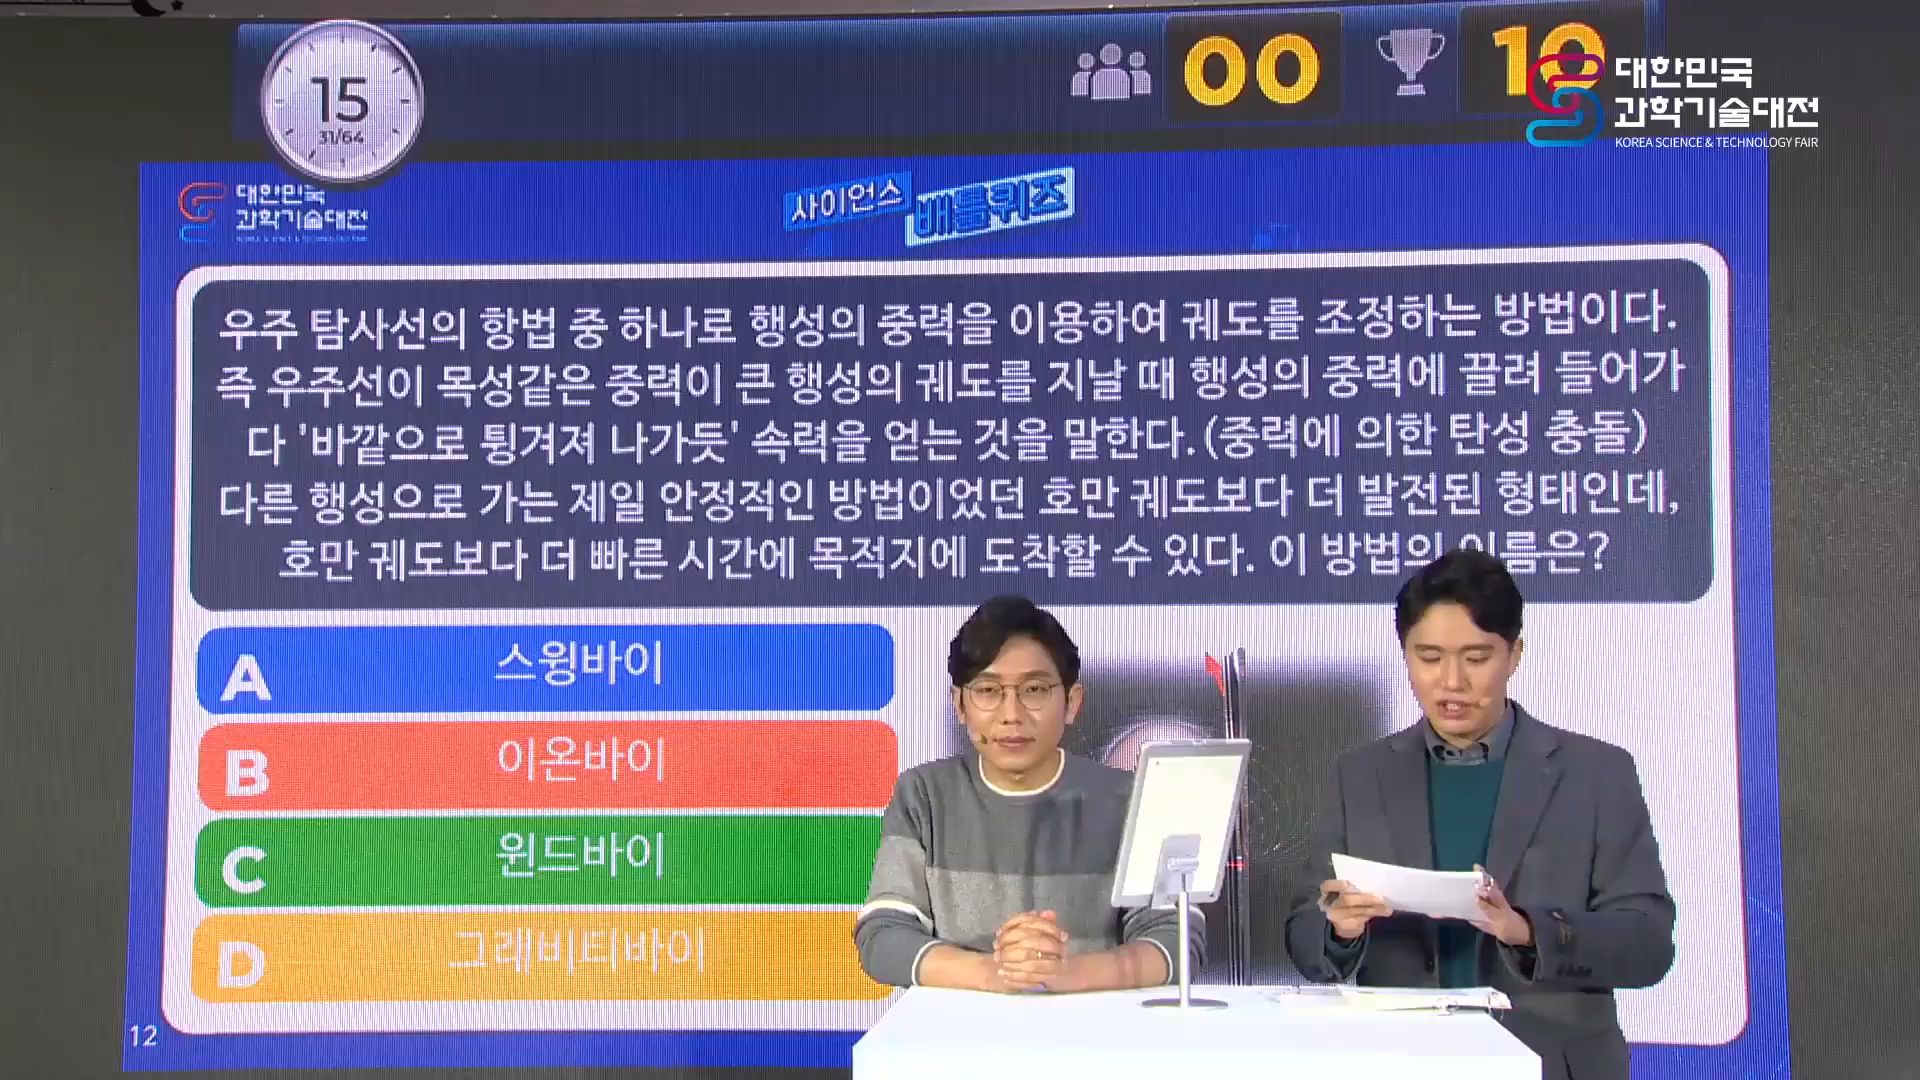 15
31/64
00
10
대한민국
과학기술대전
KOREA SCIENCE & TECHNOLOGY FAIR
대한민국
과학기술대전
사이언스
배틀퀴즈
우주 탐사선의 항법 중 하나로 행성의 중력을 이용하여 궤도를 조정하는 방법이다.
즉 우주선이 목성같은 중력이 큰 행성의 궤도를 지날 때 행성의 중력에 끌려 들어가
다 '바깥으로 튕겨져 나가듯' 속력을 얻는 것을 말한다.(중력에 의한 탄성 충돌)
다른 행성으로 가는 제일 안정적인 방법이었던 호만 궤도보다 더 발전된 형태인데,
호만 궤도보다 더 빠른 시간에 목적지에 도착할 수 있다. 이 방법의 이름은?
A 스윙바이
B 이온바이
C 윈드바이
D 그래비티바이
12